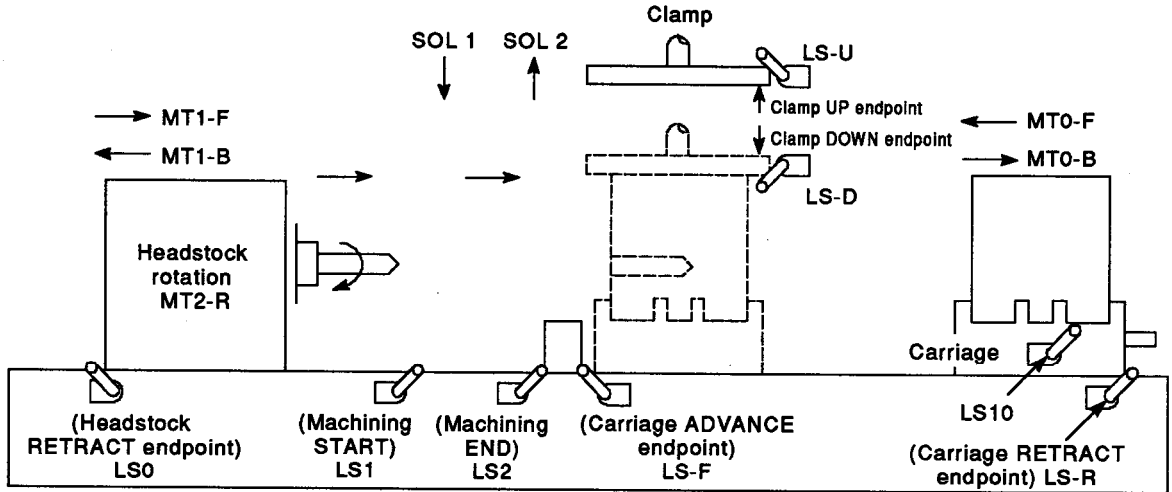 Clamp
SOL 1
SOL 2
LS-U
Clamp UP endpoint
Clamp DOWN endpoint
LS-D
MT1-F
MT1-B
MT0-F
MT0-B
Headstock
rotation
MT2-R
Carriage
LS10
(Headstock
RETRACT endpoint)
LS0
(Machining
START)
LS1
(Machining
END)
LS2
(Carriage ADVANCE
endpoint)
LS-F
(Carriage RETRACT
endpoint) LS-R